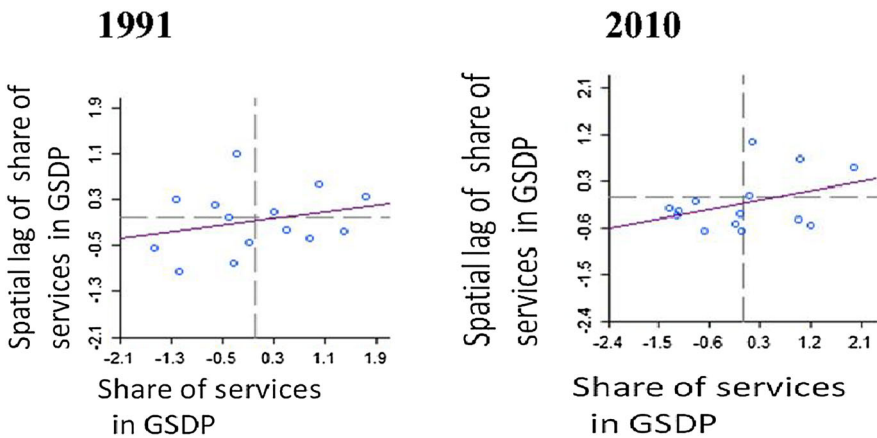 1991
2010
Spatial lag of share of
services in GSDP
1.9
1.1
0.3
-0.5
-1.3
-2.1
-2.1 -1.3 -0.5 0.3 1.1 1.9
Share of services
in GSDP
Spatial lag of share of
services in GSDP
2.1
1.2
0.3
-0.6
-1.5
-2.4
-2.4 -1.5 -0.6 0.3 1.2 2.1
Share of services
in GSDP